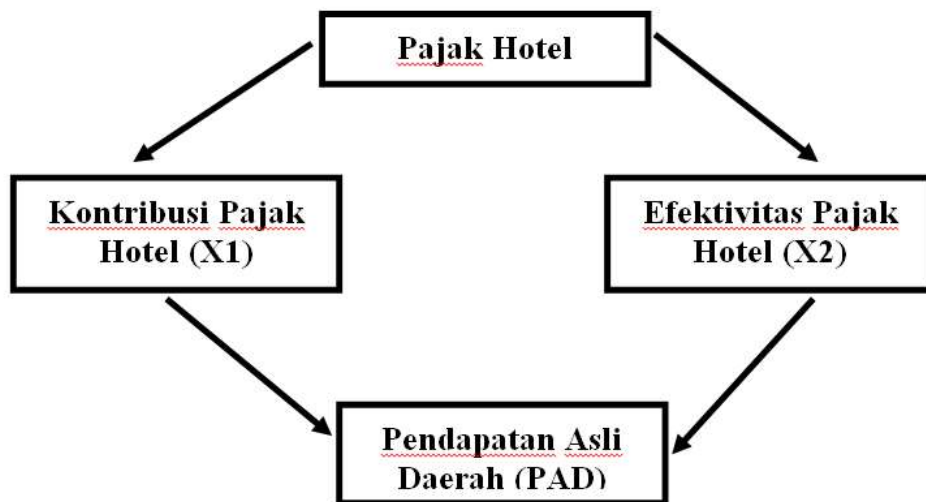 Pajak Hotel
Kontribusi Pajak
Hotel (X1)
Efektivitas Pajak
Hotel (X2)
Pendapatan Asli
Daerah (PAD)